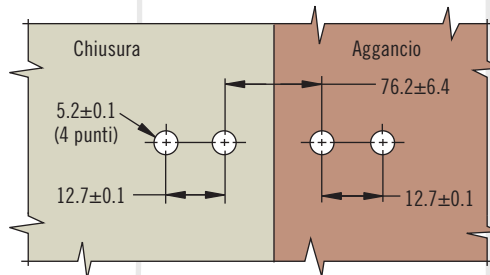 Chiusura
Aggancio
76.2±6.4
5.2±0.1
(4 punti)
12.7±0.1
12.7±0.1